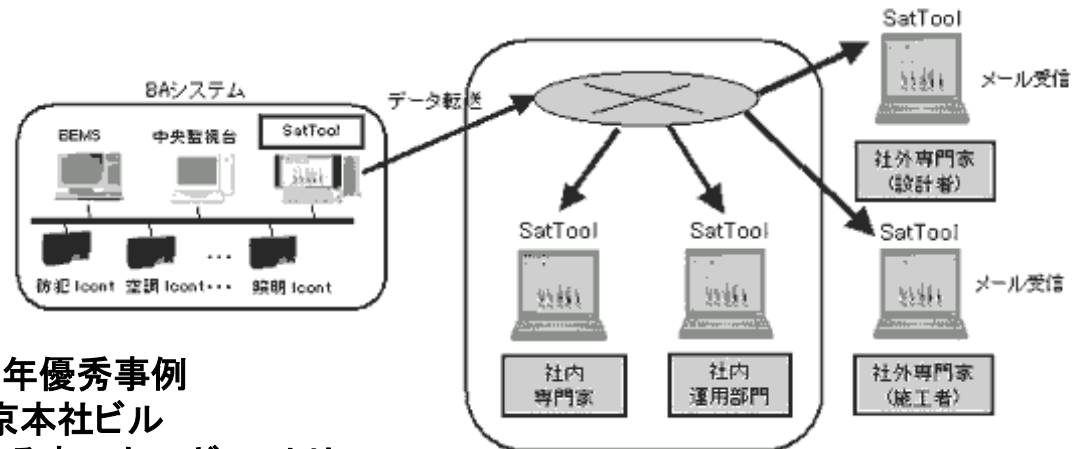 BAシステム
BEMS
中央監視台
SatTool
防犯 Icont
空調 Icont・・・
照明 Icont
・・・
データ転送
SatTool
メール受信
社外専門家
(設計者)
SatTool
社内
専門家
SatTool
社内
運用部門
SatTool
メール受信
社外専門家
(施工者)
年優秀事例
京本社ビル